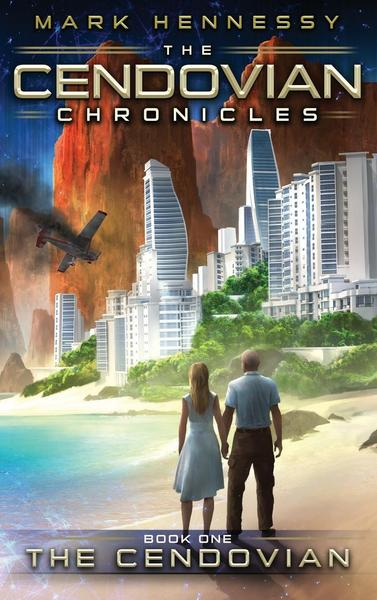 MARK HENNESSY
THE
CENDOVIAN
CHRONICLES
BOOK ONE
THE CENDOVIAN